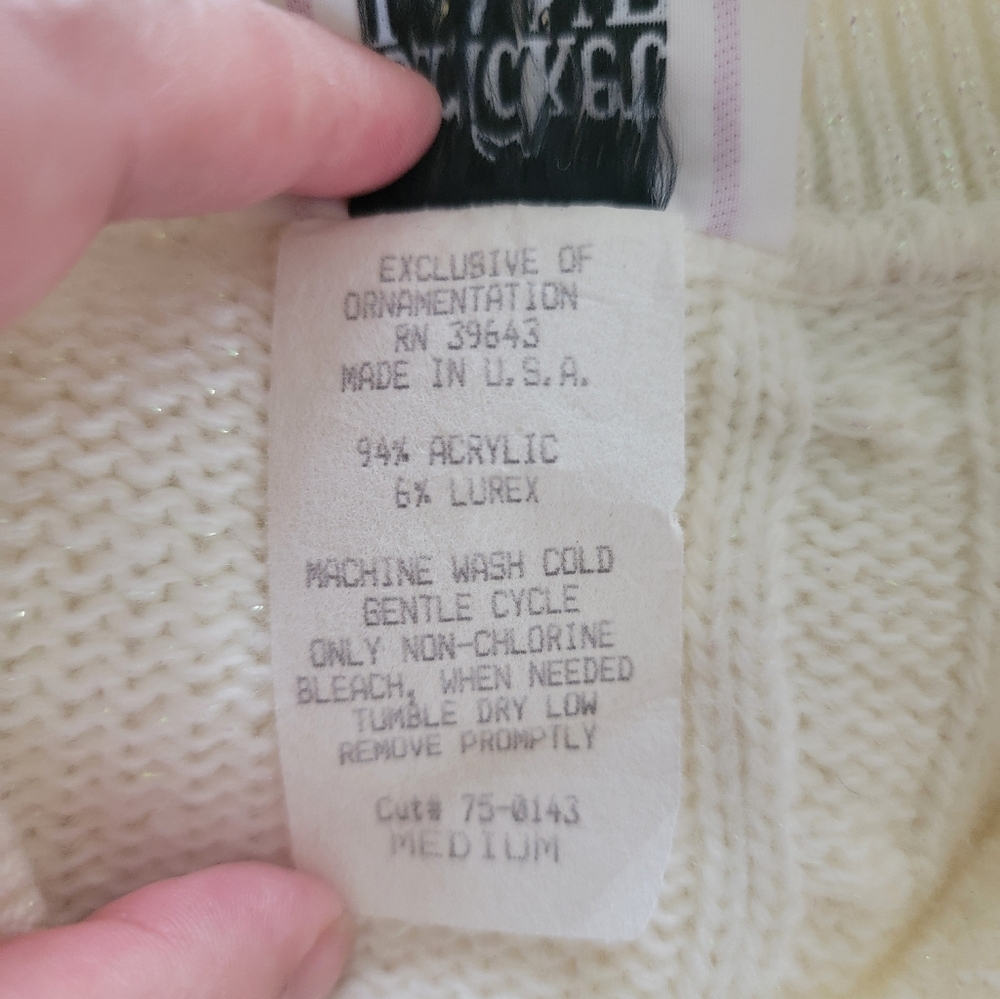 EXCLUSIVE OF
ORNAMENTATION
RN 39643
MADE IN U.S.A.
94% ACRYLIC
6% LUREX
MACHINE WASH COLD
GENTLE CYCLE
ONLY NON-CHLORINE
BLEACH, WHEN NEEDED
TUMBLE DRY LOW
REMOVE PROMPTLY
Cut# 75-0143
MEDIUM